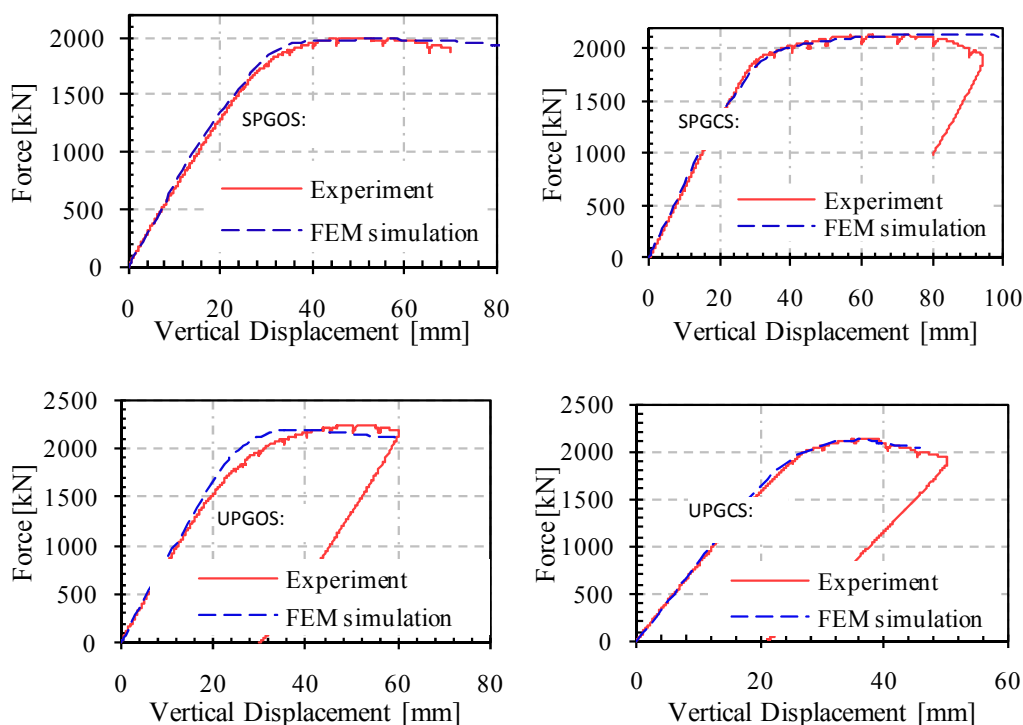 2000
1500
1000
500
0
Force [kN]
SPGOS:
Experiment
FEM simulation
0 20 40 60 80
Vertical Displacement [mm]
2000
1500
1000
500
0
Force [kN]
SPGCS:
Experiment
FEM simulation
0 20 40 60 80 100
Vertical Displacement [mm]
2500
2000
1500
1000
500
0
Force [kN]
UPGOS:
Experiment
FEM simulation
0 20 40 60 80
Vertical Displacement [mm]
2500
2000
1500
1000
500
0
Force [kN]
UPGCS:
Experiment
FEM simulation
0 20 40 60
Vertical Displacement [mm]